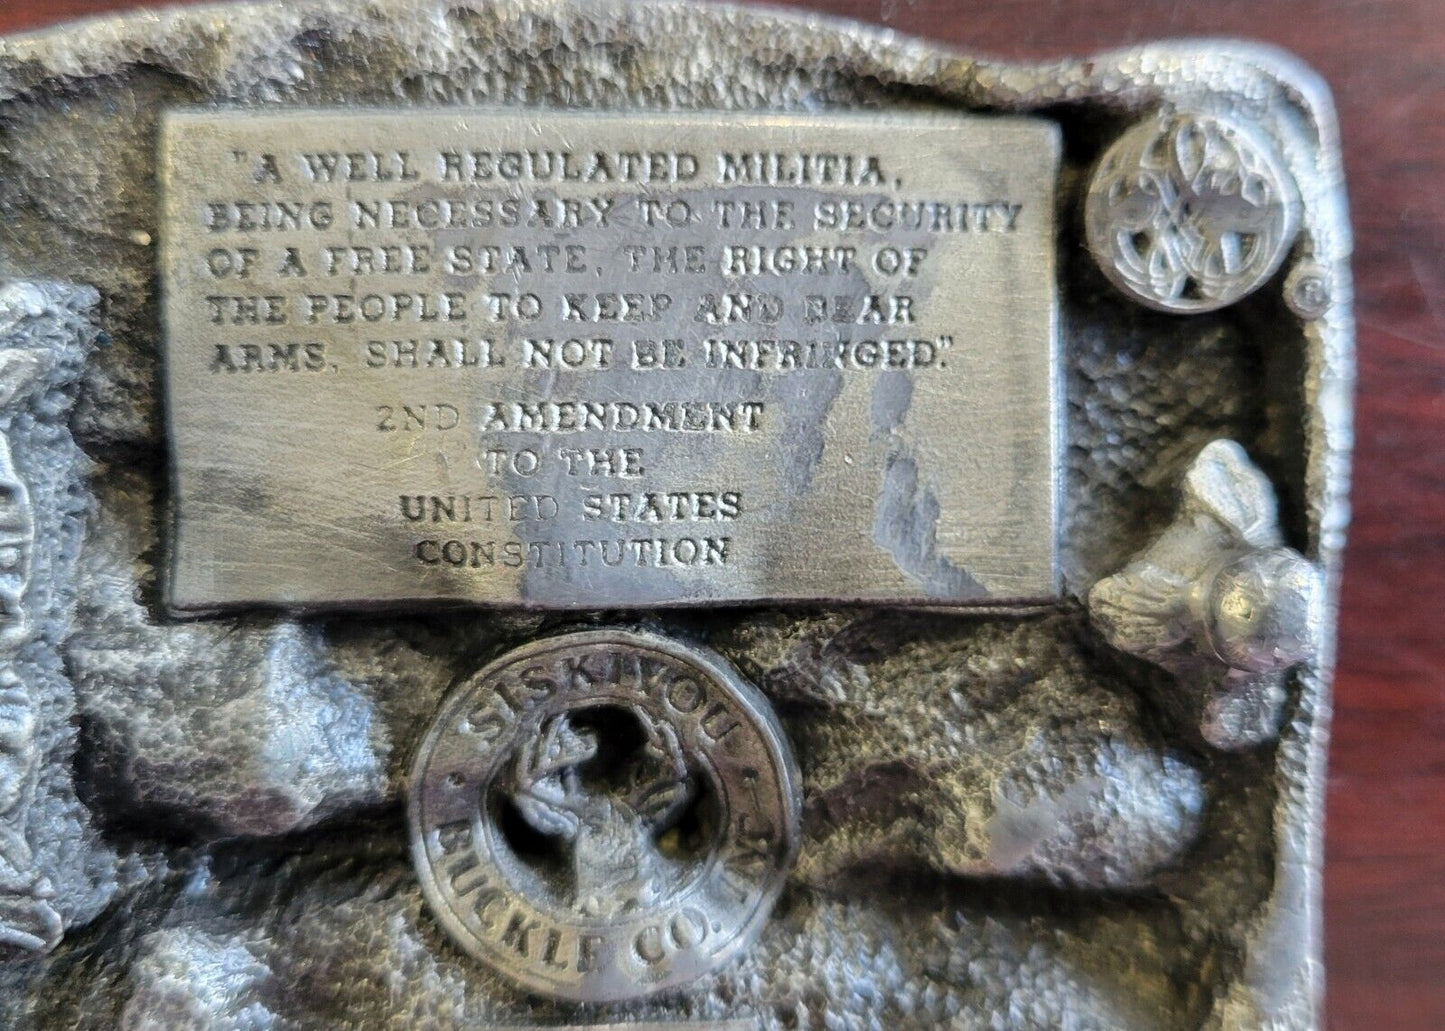 "A WELL REGULATED MILITIA,
BEING NECESSARY TO THE SECURITY
OF A FREE STATE, THE RIGHT OF
THE PEOPLE TO KEEP AND BEAR
ARMS, SHALL NOT BE INFRINGED."
2ND AMENDMENT
TO THE
UNITED STATES
CONSTITUTION
SISKIYOU
BUCKLE CO. INC.
®